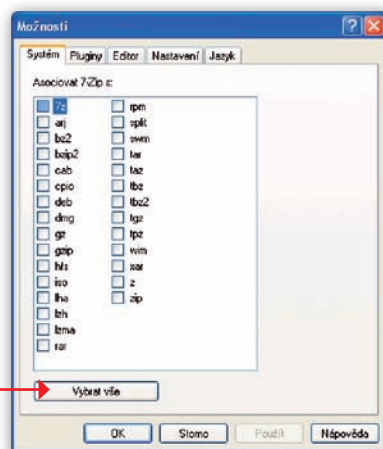 Možnosti
Systém Pluginy Editor Nastavení Jazyk
Asociovat 7-Zip s:
7z
arj
bz2
bzip2
cab
cpio
deb
dmg
gz
gzip
hfs
iso
lha
lzh
lzma
rar
rpm
split
swm
tar
taz
tbz
tbz2
tgz
tpz
wim
xar
z
zip
Vybrat vše
OK Storno Použít Nápověda